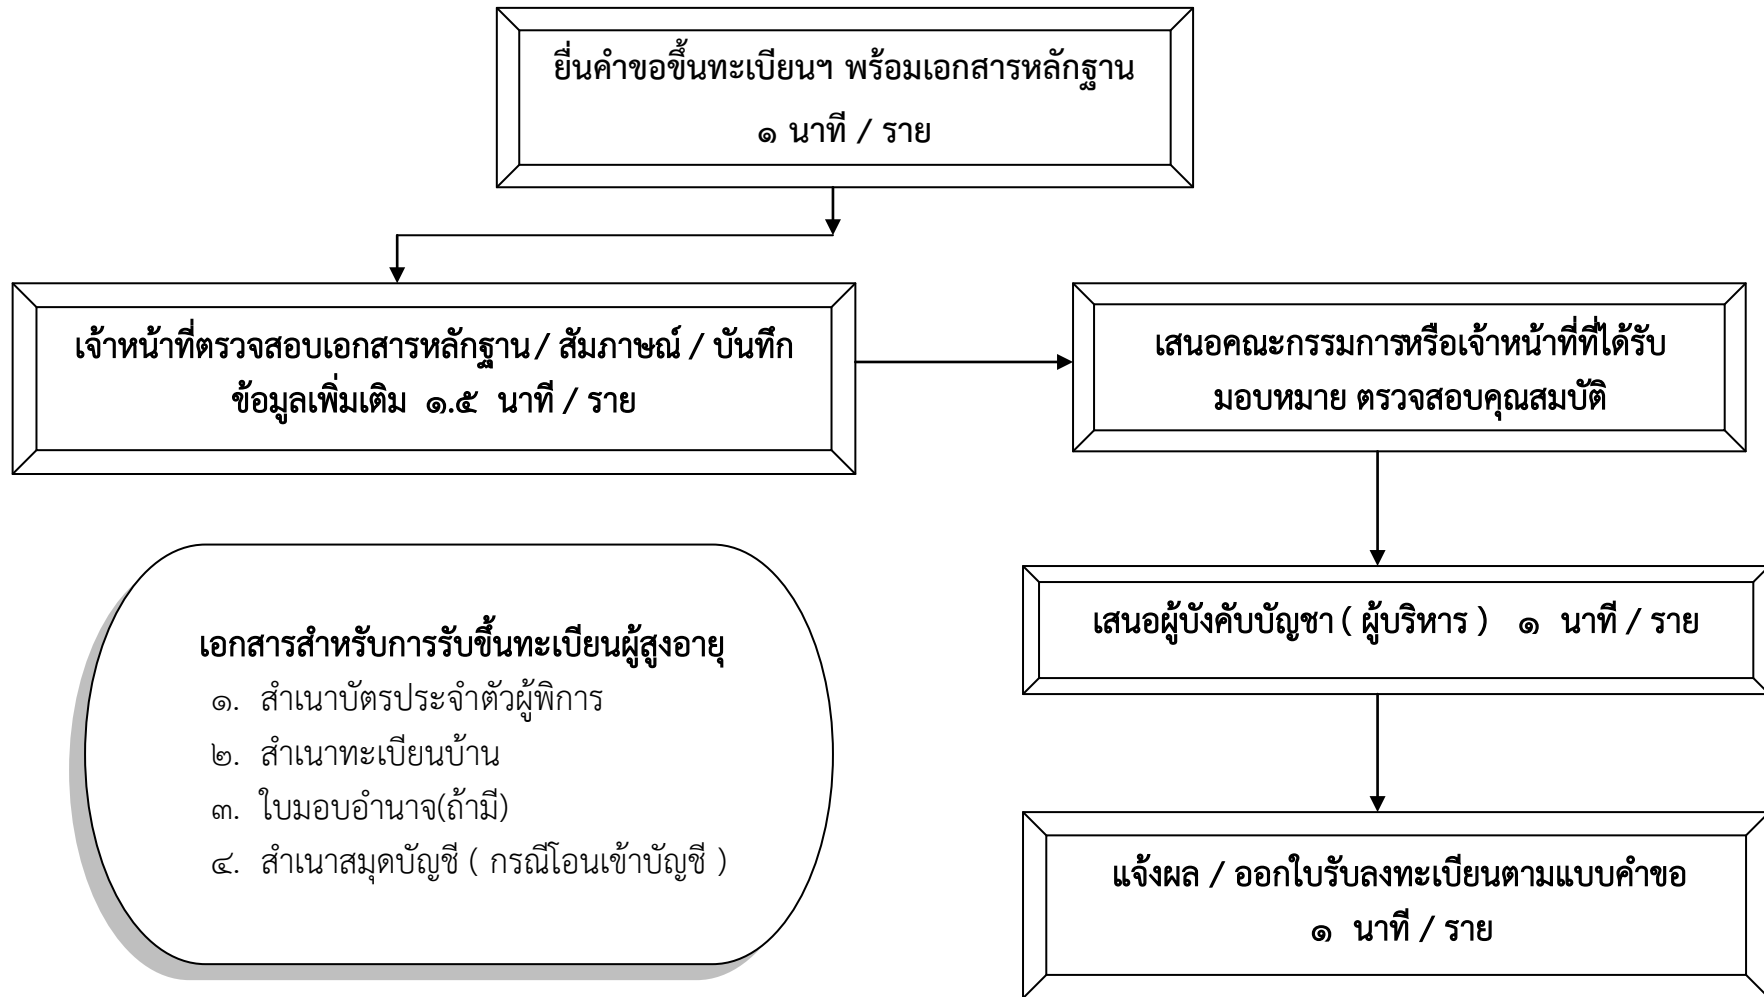 ยื่นคำขอขึ้นทะเบียนฯ พร้อมเอกสารหลักฐาน
๑ นาที / ราย
เจ้าหน้าที่ตรวจสอบเอกสารหลักฐาน / สัมภาษณ์ / บันทึก
ข้อมูลเพิ่มเติม ๑.๕ นาที / ราย
เสนอคณะกรรมการหรือเจ้าหน้าที่ที่ได้รับ
มอบหมาย ตรวจสอบคุณสมบัติ
เสนอผู้บังคับบัญชา ( ผู้บริหาร ) ๑ นาที / ราย
แจ้งผล / ออกใบรับลงทะเบียนตามแบบคำขอ
๑ นาที / ราย
เอกสารสำหรับการรับขึ้นทะเบียนผู้สูงอายุ
๑. สำเนาบัตรประจำตัวผู้พิการ
๒. สำเนาทะเบียนบ้าน
๓. ใบมอบอำนาจ(ถ้ามี)
๔. สำเนาสมุดบัญชี ( กรณีโอนเข้าบัญชี )